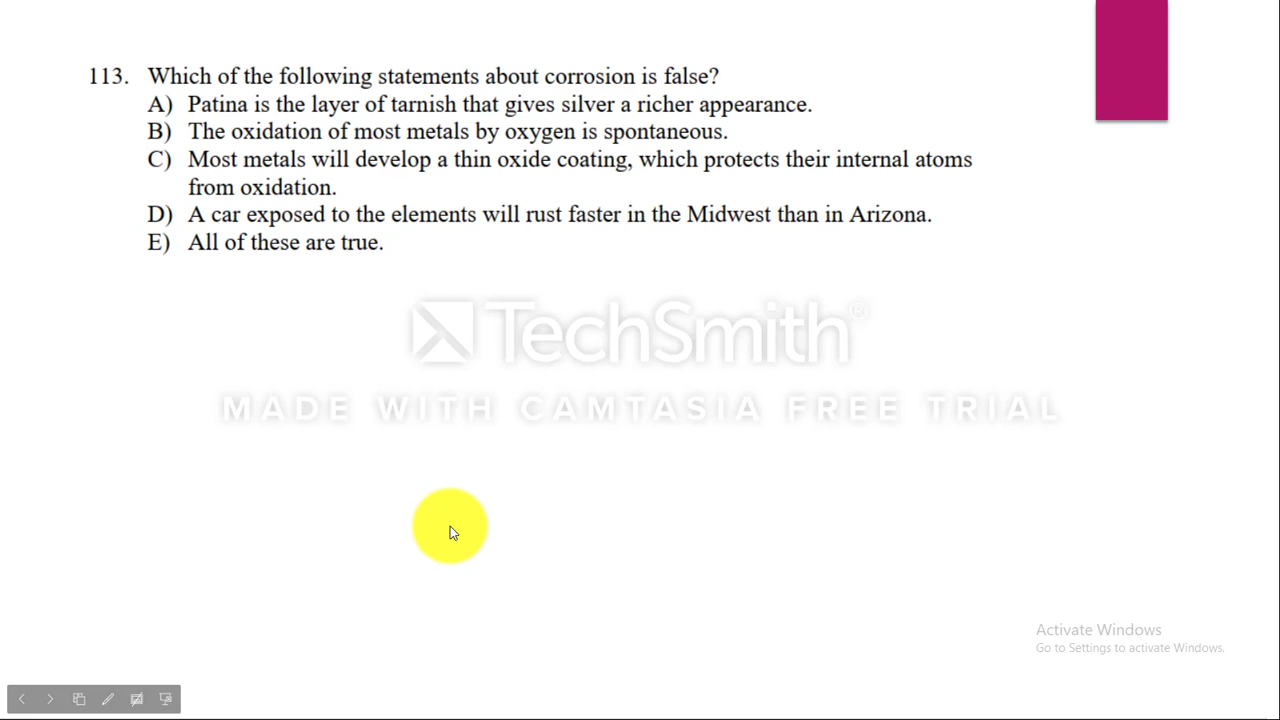 113. Which of the following statements about corrosion is false?
A) Patina is the layer of tarnish that gives silver a richer appearance.
B) The oxidation of most metals by oxygen is spontaneous.
C) Most metals will develop a thin oxide coating, which protects their internal atoms
from oxidation.
D) A car exposed to the elements will rust faster in the Midwest than in Arizona.
E) All of these are true.
TechSmith®
MADE WITH CAMTASIA FREE TRIAL
Activate Windows
Go to Settings to activate Windows.